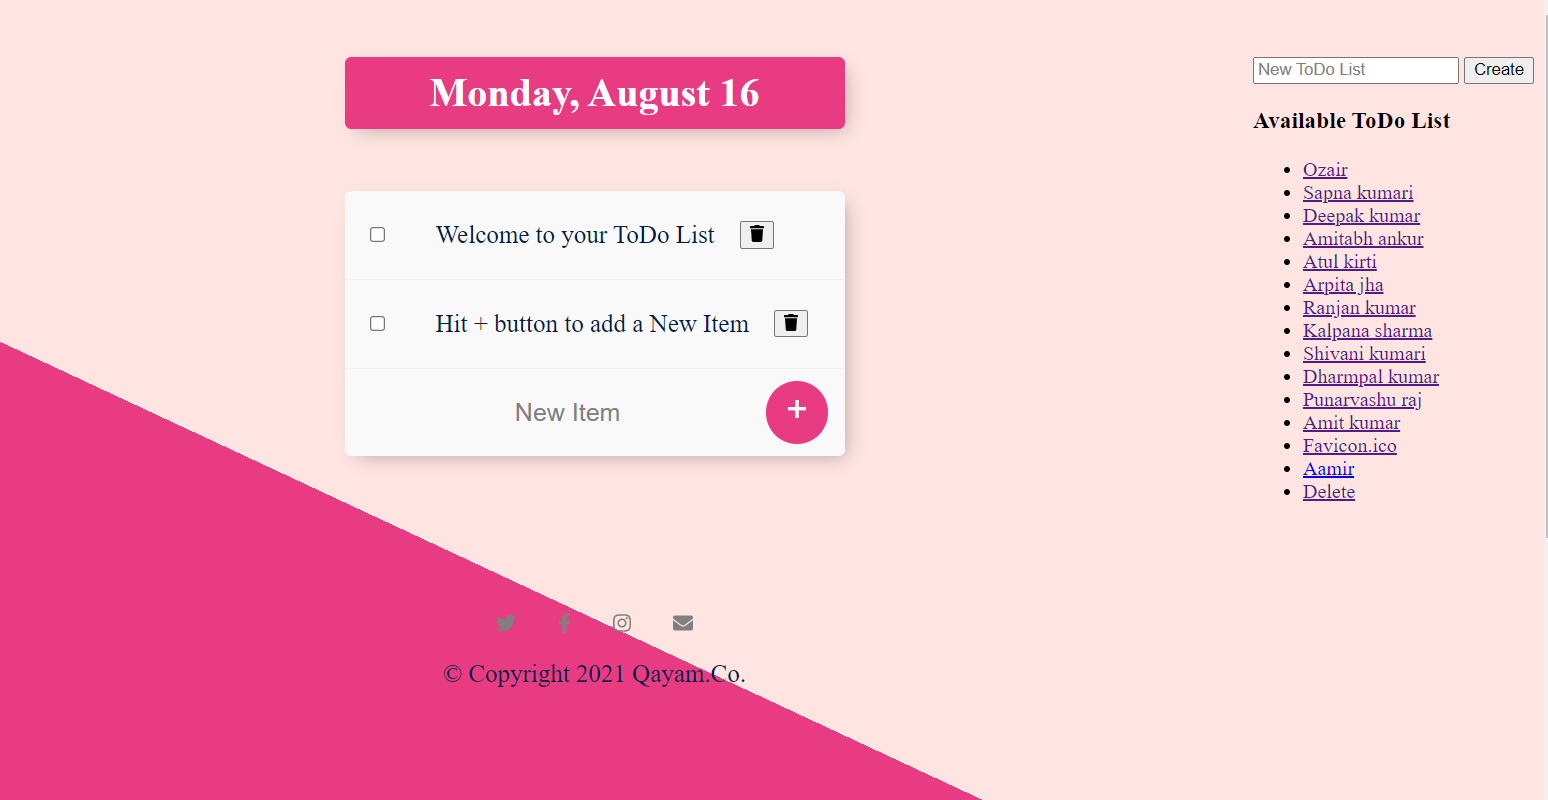 Monday, August 16
Welcome to your ToDo List
Hit + button to add a New Item
New Item
+
© Copyright 2021 Qayam.Co.
New ToDo List
Create
Available ToDo List
Ozair
Sapna kumari
Deepak kumar
Amitabh ankur
Atul kirti
Arpita jha
Ranjan kumar
Kalpana sharma
Shivani kumari
Dharmpal kumar
Punarvashu raj
Amit kumar
Favicon.ico
Aamir
Delete